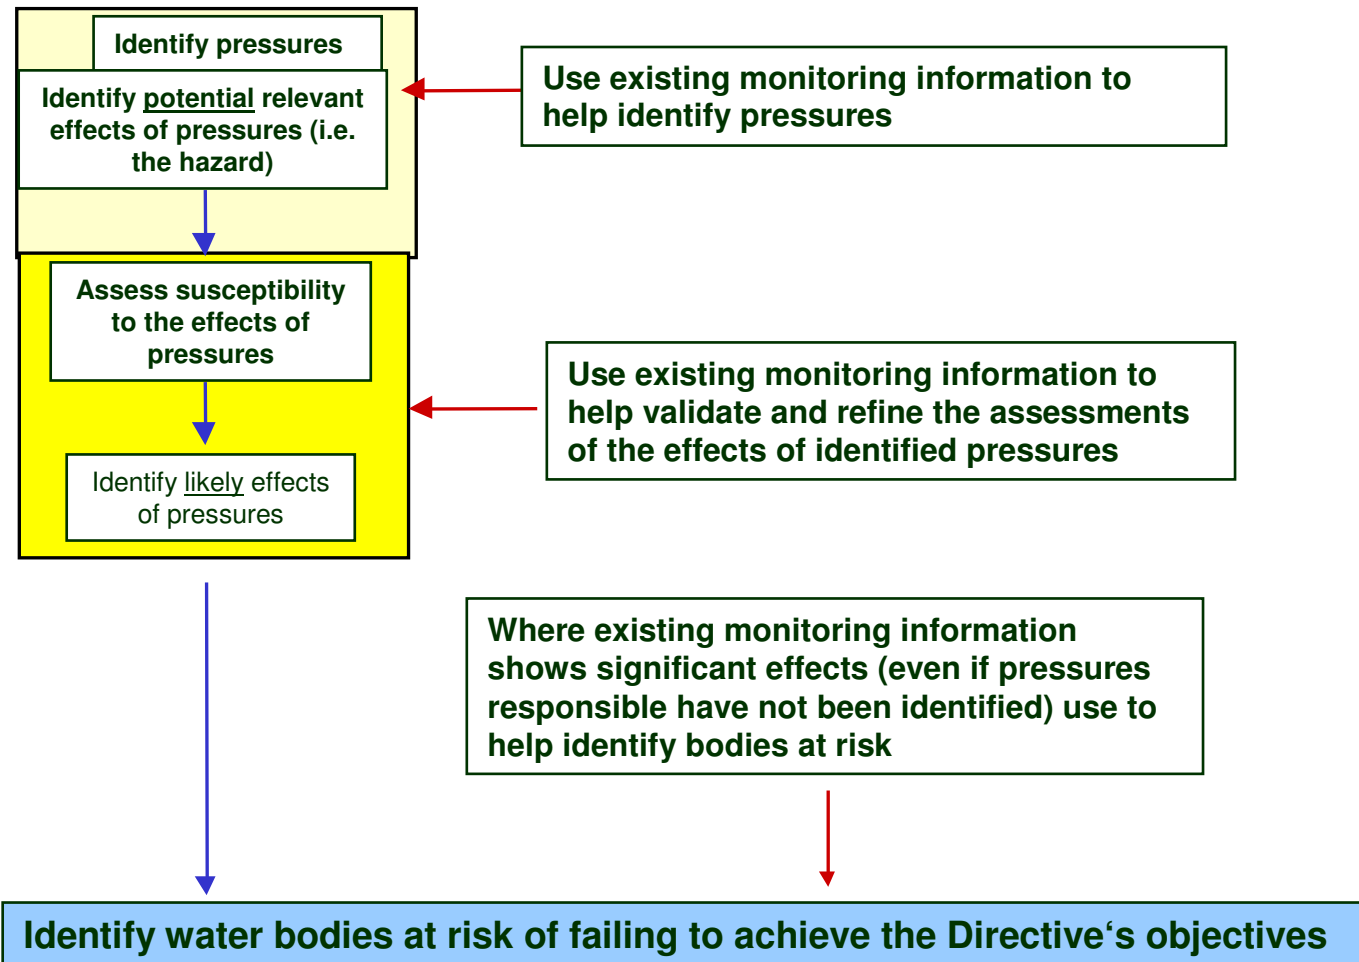 Identify pressures
Identify potential relevant
effects of pressures (i.e.
the hazard)
Use existing monitoring information to
help identify pressures
Assess susceptibility
to the effects of
pressures
Use existing monitoring information to
help validate and refine the assessments
of the effects of identified pressures
Identify likely effects
of pressures
Where existing monitoring information
shows significant effects (even if pressures
responsible have not been identified) use to
help identify bodies at risk
Identify water bodies at risk of failing to achieve the Directive‘s objectives